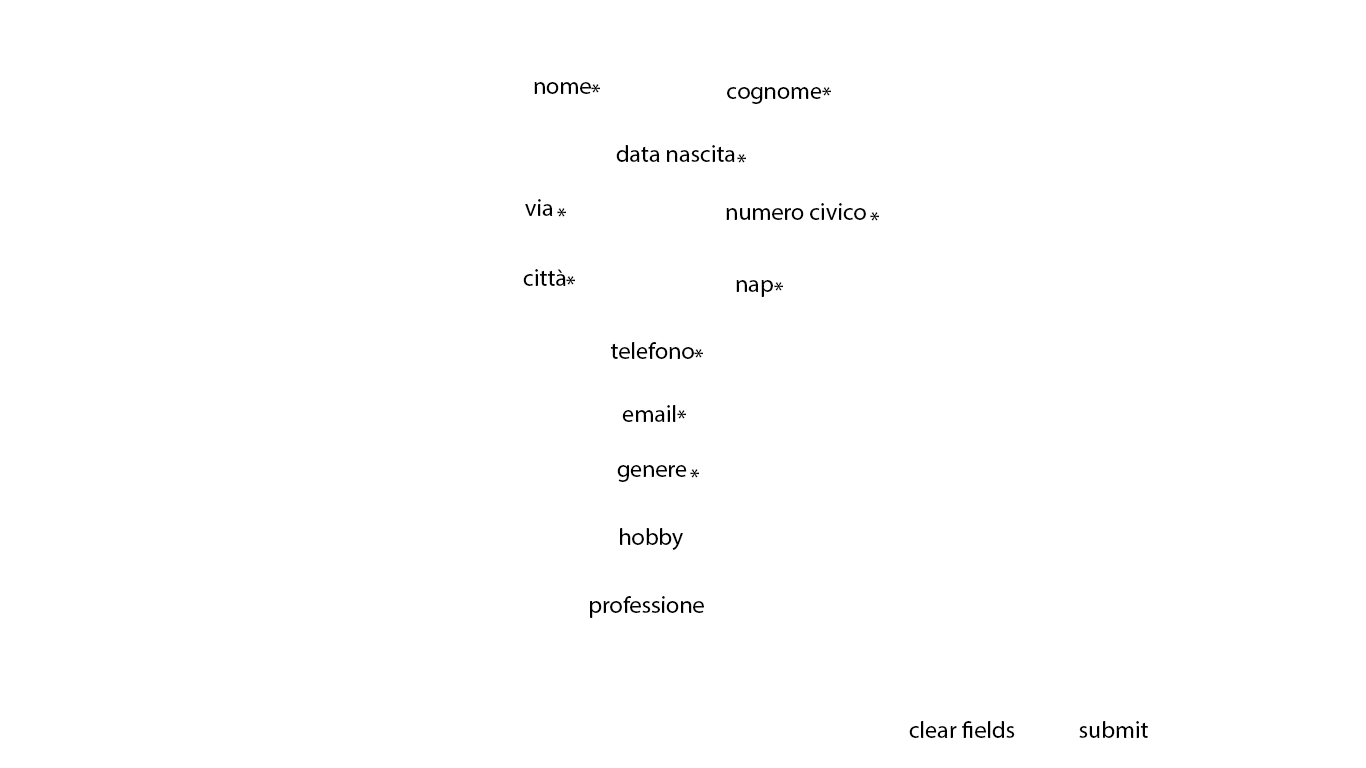 nome* cognome*
data nascita*
via * numero civico *
città* nap*
telefono*
email*
genere *
hobby
professione
clear fields submit